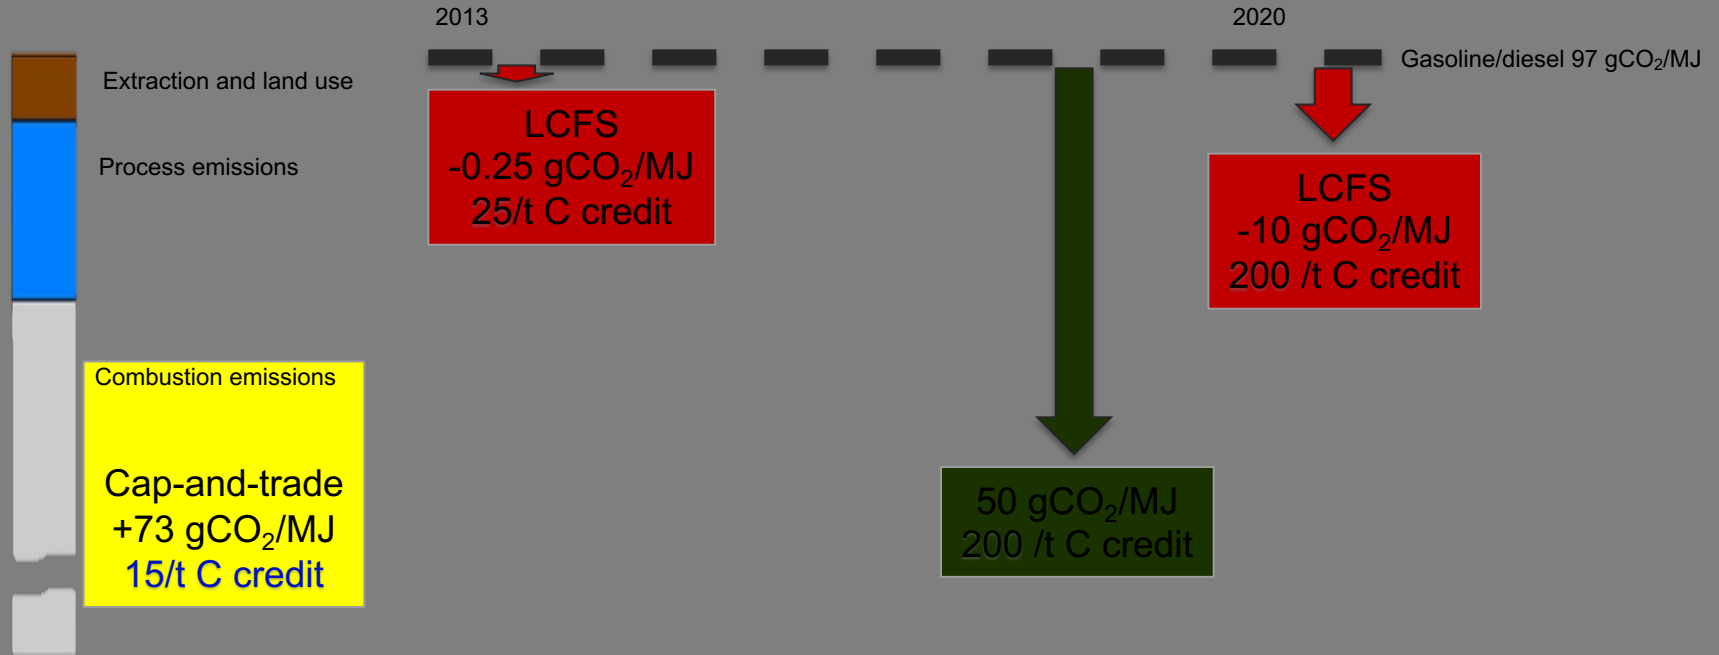 2013
2020
Gasoline/diesel 97 gCO₂/MJ
Extraction and land use
Process emissions
LCFS
-0.25 gCO₂/MJ
25/t C credit
LCFS
-10 gCO₂/MJ
200 /t C credit
Combustion emissions
Cap-and-trade
+73 gCO₂/MJ
15/t C credit
50 gCO₂/MJ
200 /t C credit